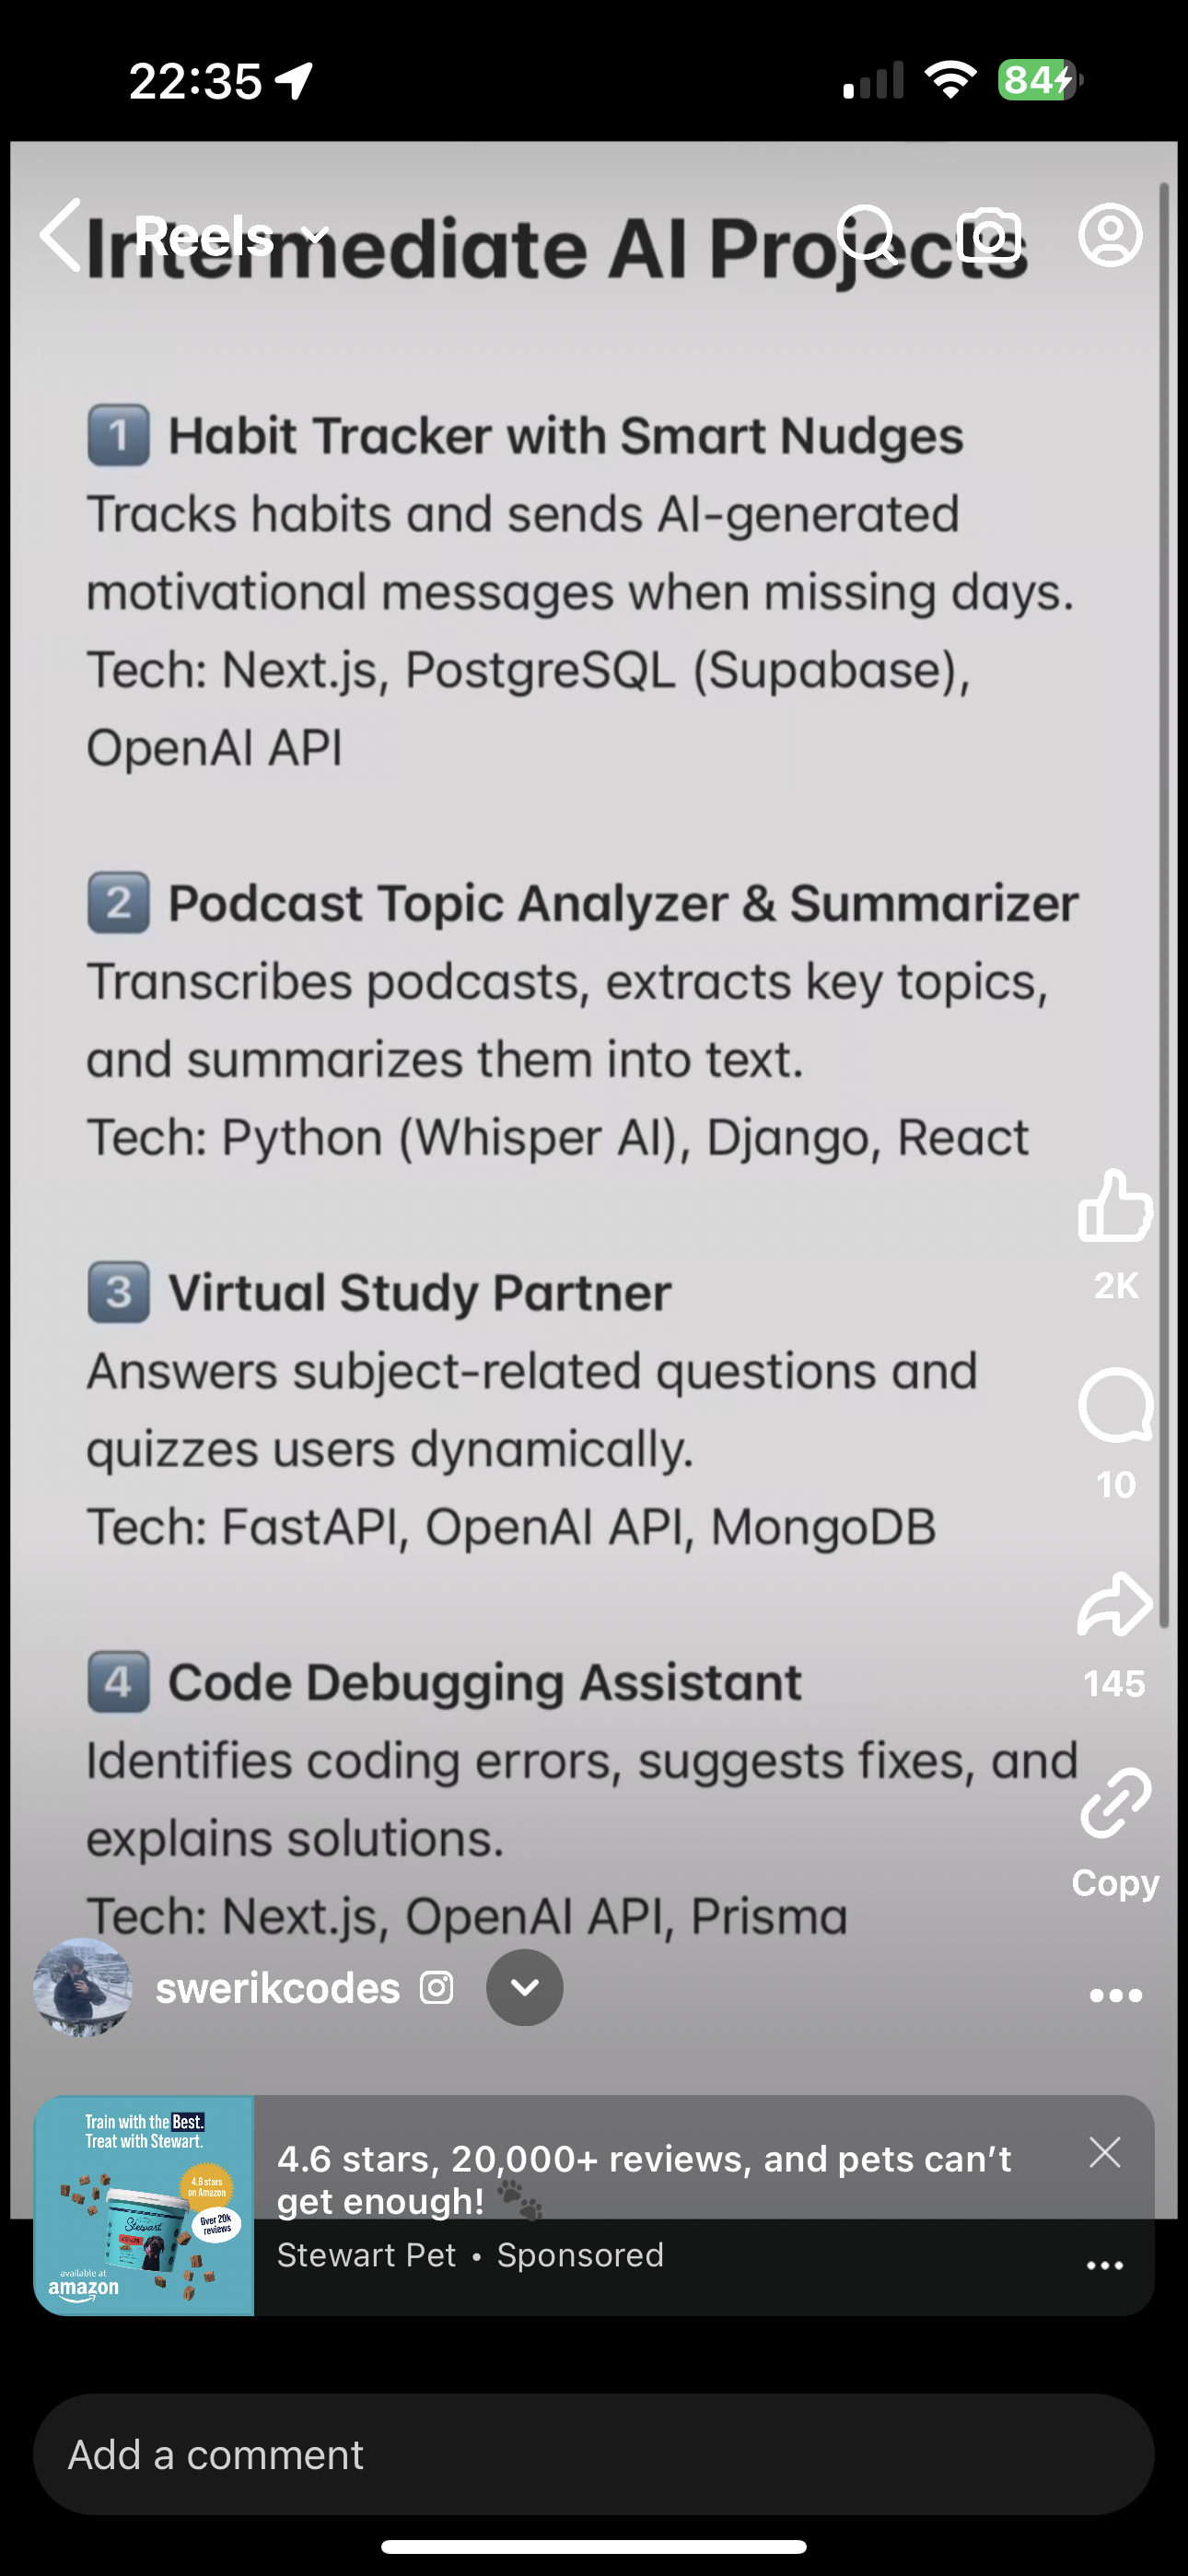 22:35
84
Reels
Intermediate AI Projects
1 Habit Tracker with Smart Nudges
Tracks habits and sends AI-generated
motivational messages when missing days.
Tech: Next.js, PostgreSQL (Supabase),
OpenAI API
2 Podcast Topic Analyzer & Summarizer
Transcribes podcasts, extracts key topics,
and summarizes them into text.
Tech: Python (Whisper AI), Django, React
3 Virtual Study Partner
Answers subject-related questions and
quizzes users dynamically.
Tech: FastAPI, OpenAI API, MongoDB
4 Code Debugging Assistant
Identifies coding errors, suggests fixes, and
explains solutions.
Tech: Next.js, OpenAI API, Prisma
2K
10
145
Copy
swerikcodes
Train with the Best.
Treat with Stewart.
4.6 stars
on Amazon
Over 20k
reviews
Stewart
available at
amazon
4.6 stars, 20,000+ reviews, and pets can’t
get enough! 🐾
Stewart Pet • Sponsored
Add a comment